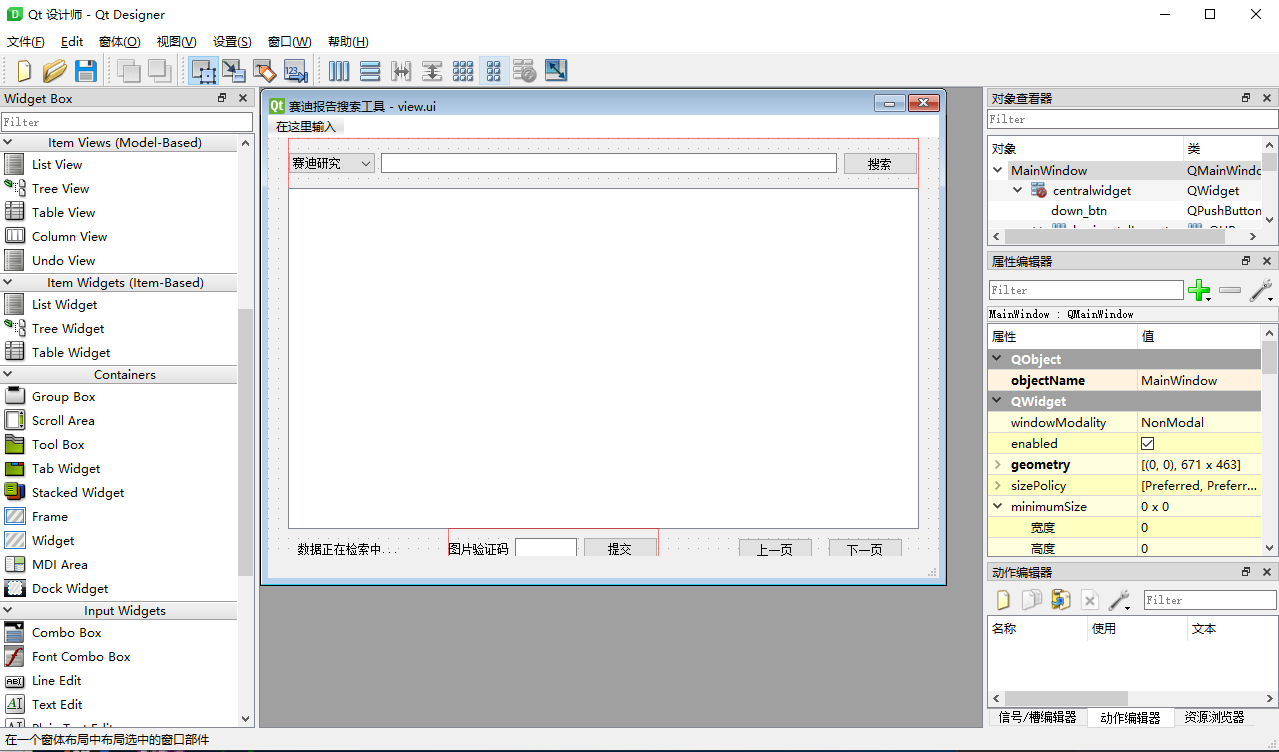 Qt 设计师 - Qt Designer
文件(F) Edit 窗体(O) 视图(V) 设置(S) 窗口(W) 帮助(H)
Widget Box
Filter
Item Views (Model-Based)
List View
Tree View
Table View
Column View
Undo View
Item Widgets (Item-Based)
List Widget
Tree Widget
Table Widget
Containers
Group Box
Scroll Area
Tool Box
Tab Widget
Stacked Widget
Frame
Widget
MDI Area
Dock Widget
Input Widgets
Combo Box
Font Combo Box
Line Edit
Text Edit
Plain Text Edit
赛迪报告搜索工具 - view.ui
在这里输入
赛迪研究 搜索
数据正在检索中... 图片验证码 提交 上一页 下一页
对象查看器
Filter
对象 类
MainWindow QMainWindc
centralwidget QWidget
down_btn QPushButton
属性编辑器
Filter
MainWindow : QMainWindow
属性 值
QObject
objectName MainWindow
QWidget
windowModality NonModal
enabled
geometry [(0, 0), 671 x 463]
sizePolicy [Preferred, Preferr...
minimumSize 0 x 0
宽度 0
高度 0
动作编辑器
Filter
名称 使用 文本
信号/槽编辑器 动作编辑器 资源浏览器
在一个窗体布局中布局选中的窗口部件